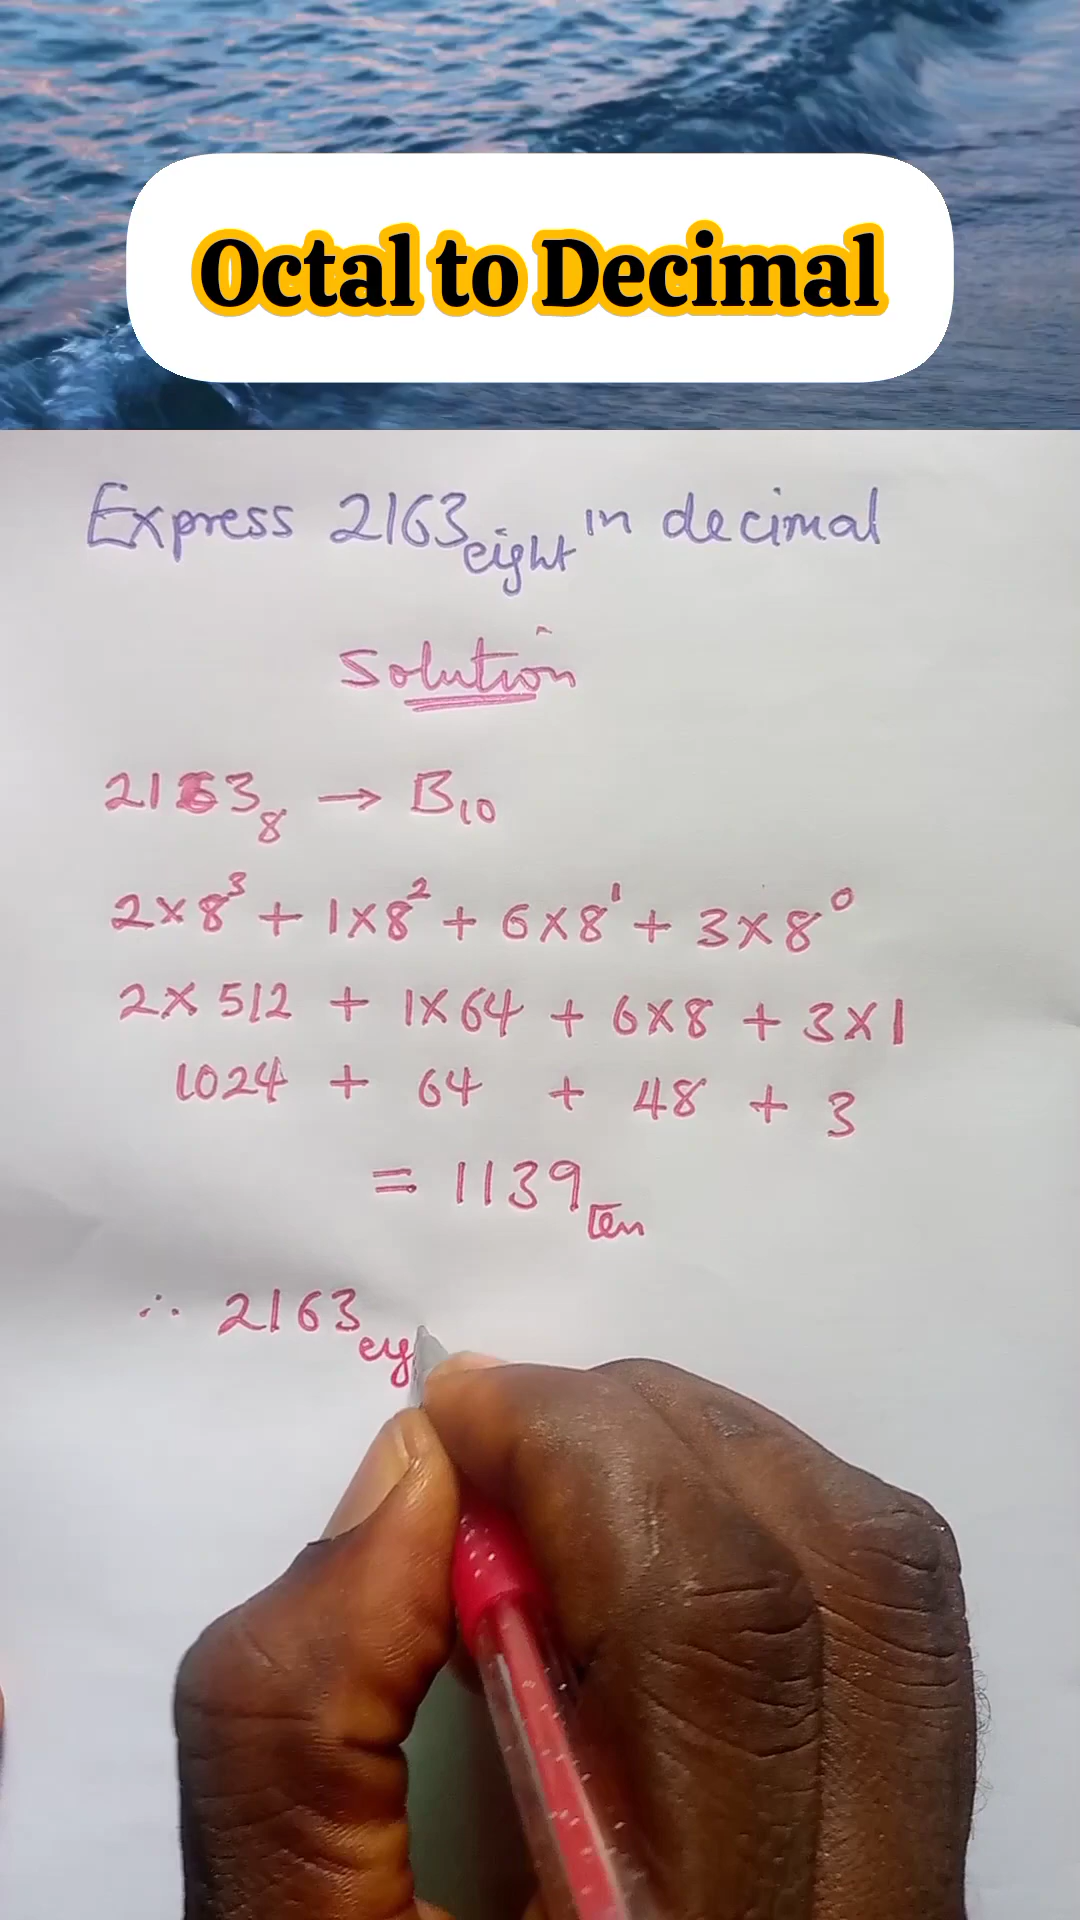 Octal to Decimal
Express 2163eight in decimal
Solution
2163₈ → B₁₀
2×8³ + 1×8² + 6×8¹ + 3×8⁰
2×512 + 1×64 + 6×8 + 3×1
1024 + 64 + 48 + 3
= 1139Ten
∴ 2163